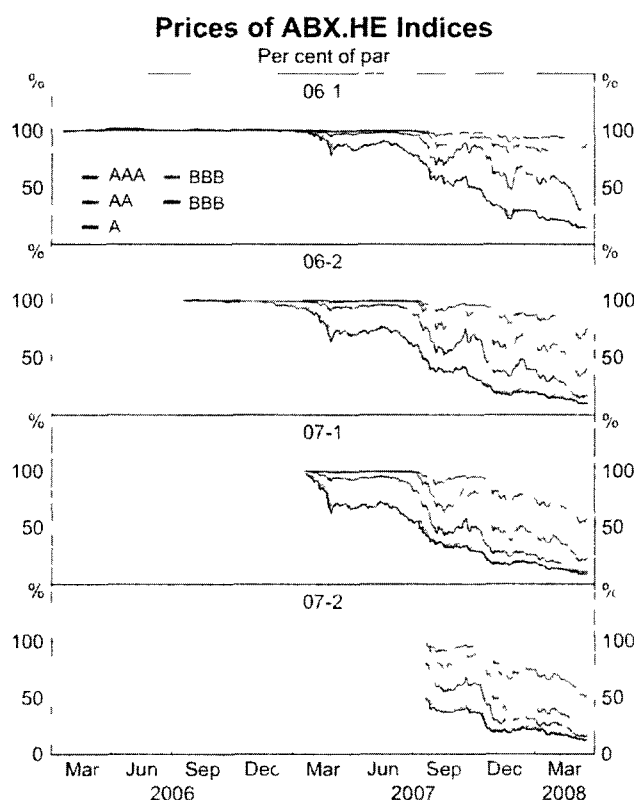 Prices of ABX.HE Indices
Per cent of par
% %
06 1
100 100
AAA BBB
50 50
AA BBB
A
% %
06-2
100 100
50 50
% %
07-1
100 100
50 50
% %
07-2
100 100
50 50
0 0
Mar Jun Sep Dec Mar Jun Sep Dec Mar
2006 2007 2008